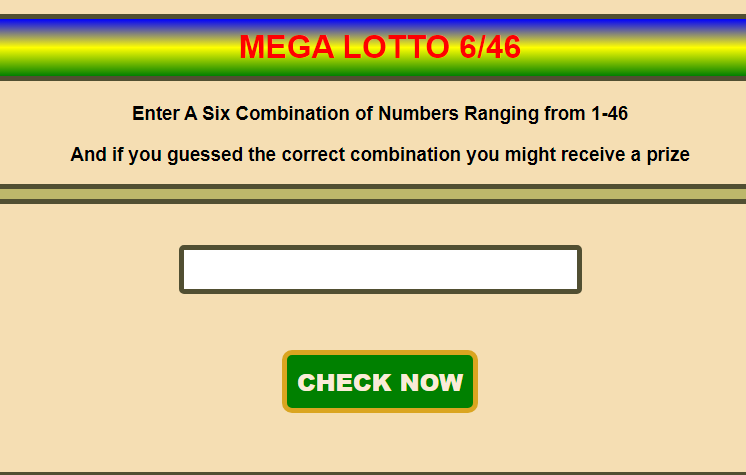 MEGA LOTTO 6/46
Enter A Six Combination of Numbers Ranging from 1-46
And if you guessed the correct combination you might receive a prize
CHECK NOW